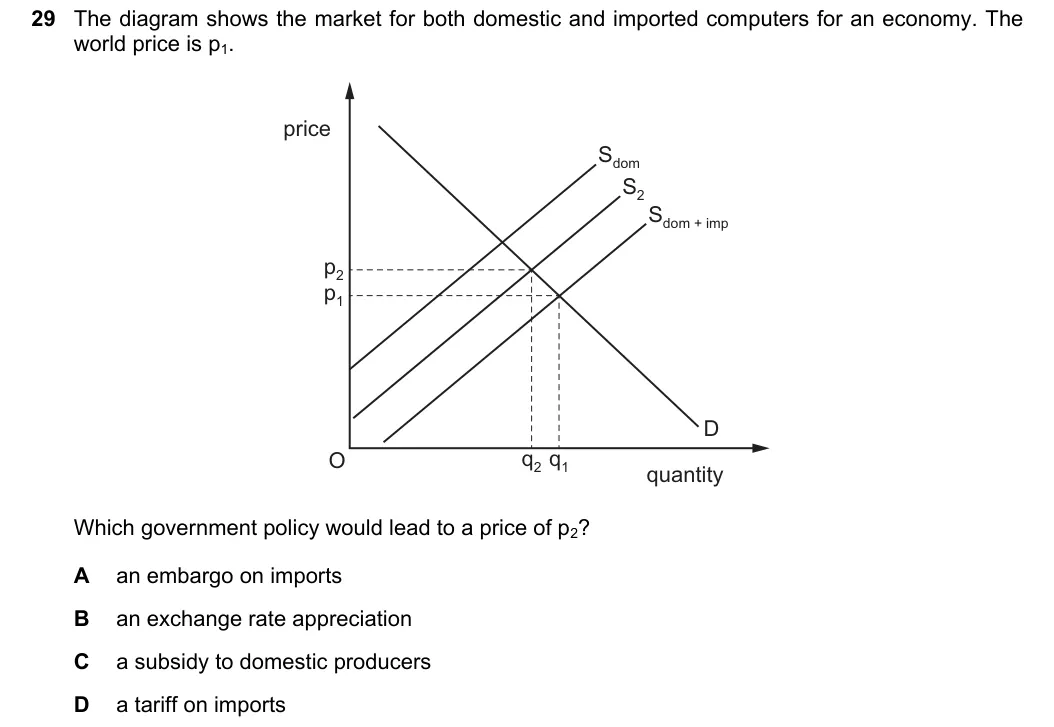 29 The diagram shows the market for both domestic and imported computers for an economy. The
world price is p₁.
price
S dom
S₂
S dom + imp
p₂
p₁
D
O
q₂ q₁
quantity
Which government policy would lead to a price of p₂?
A an embargo on imports
B an exchange rate appreciation
C a subsidy to domestic producers
D a tariff on imports